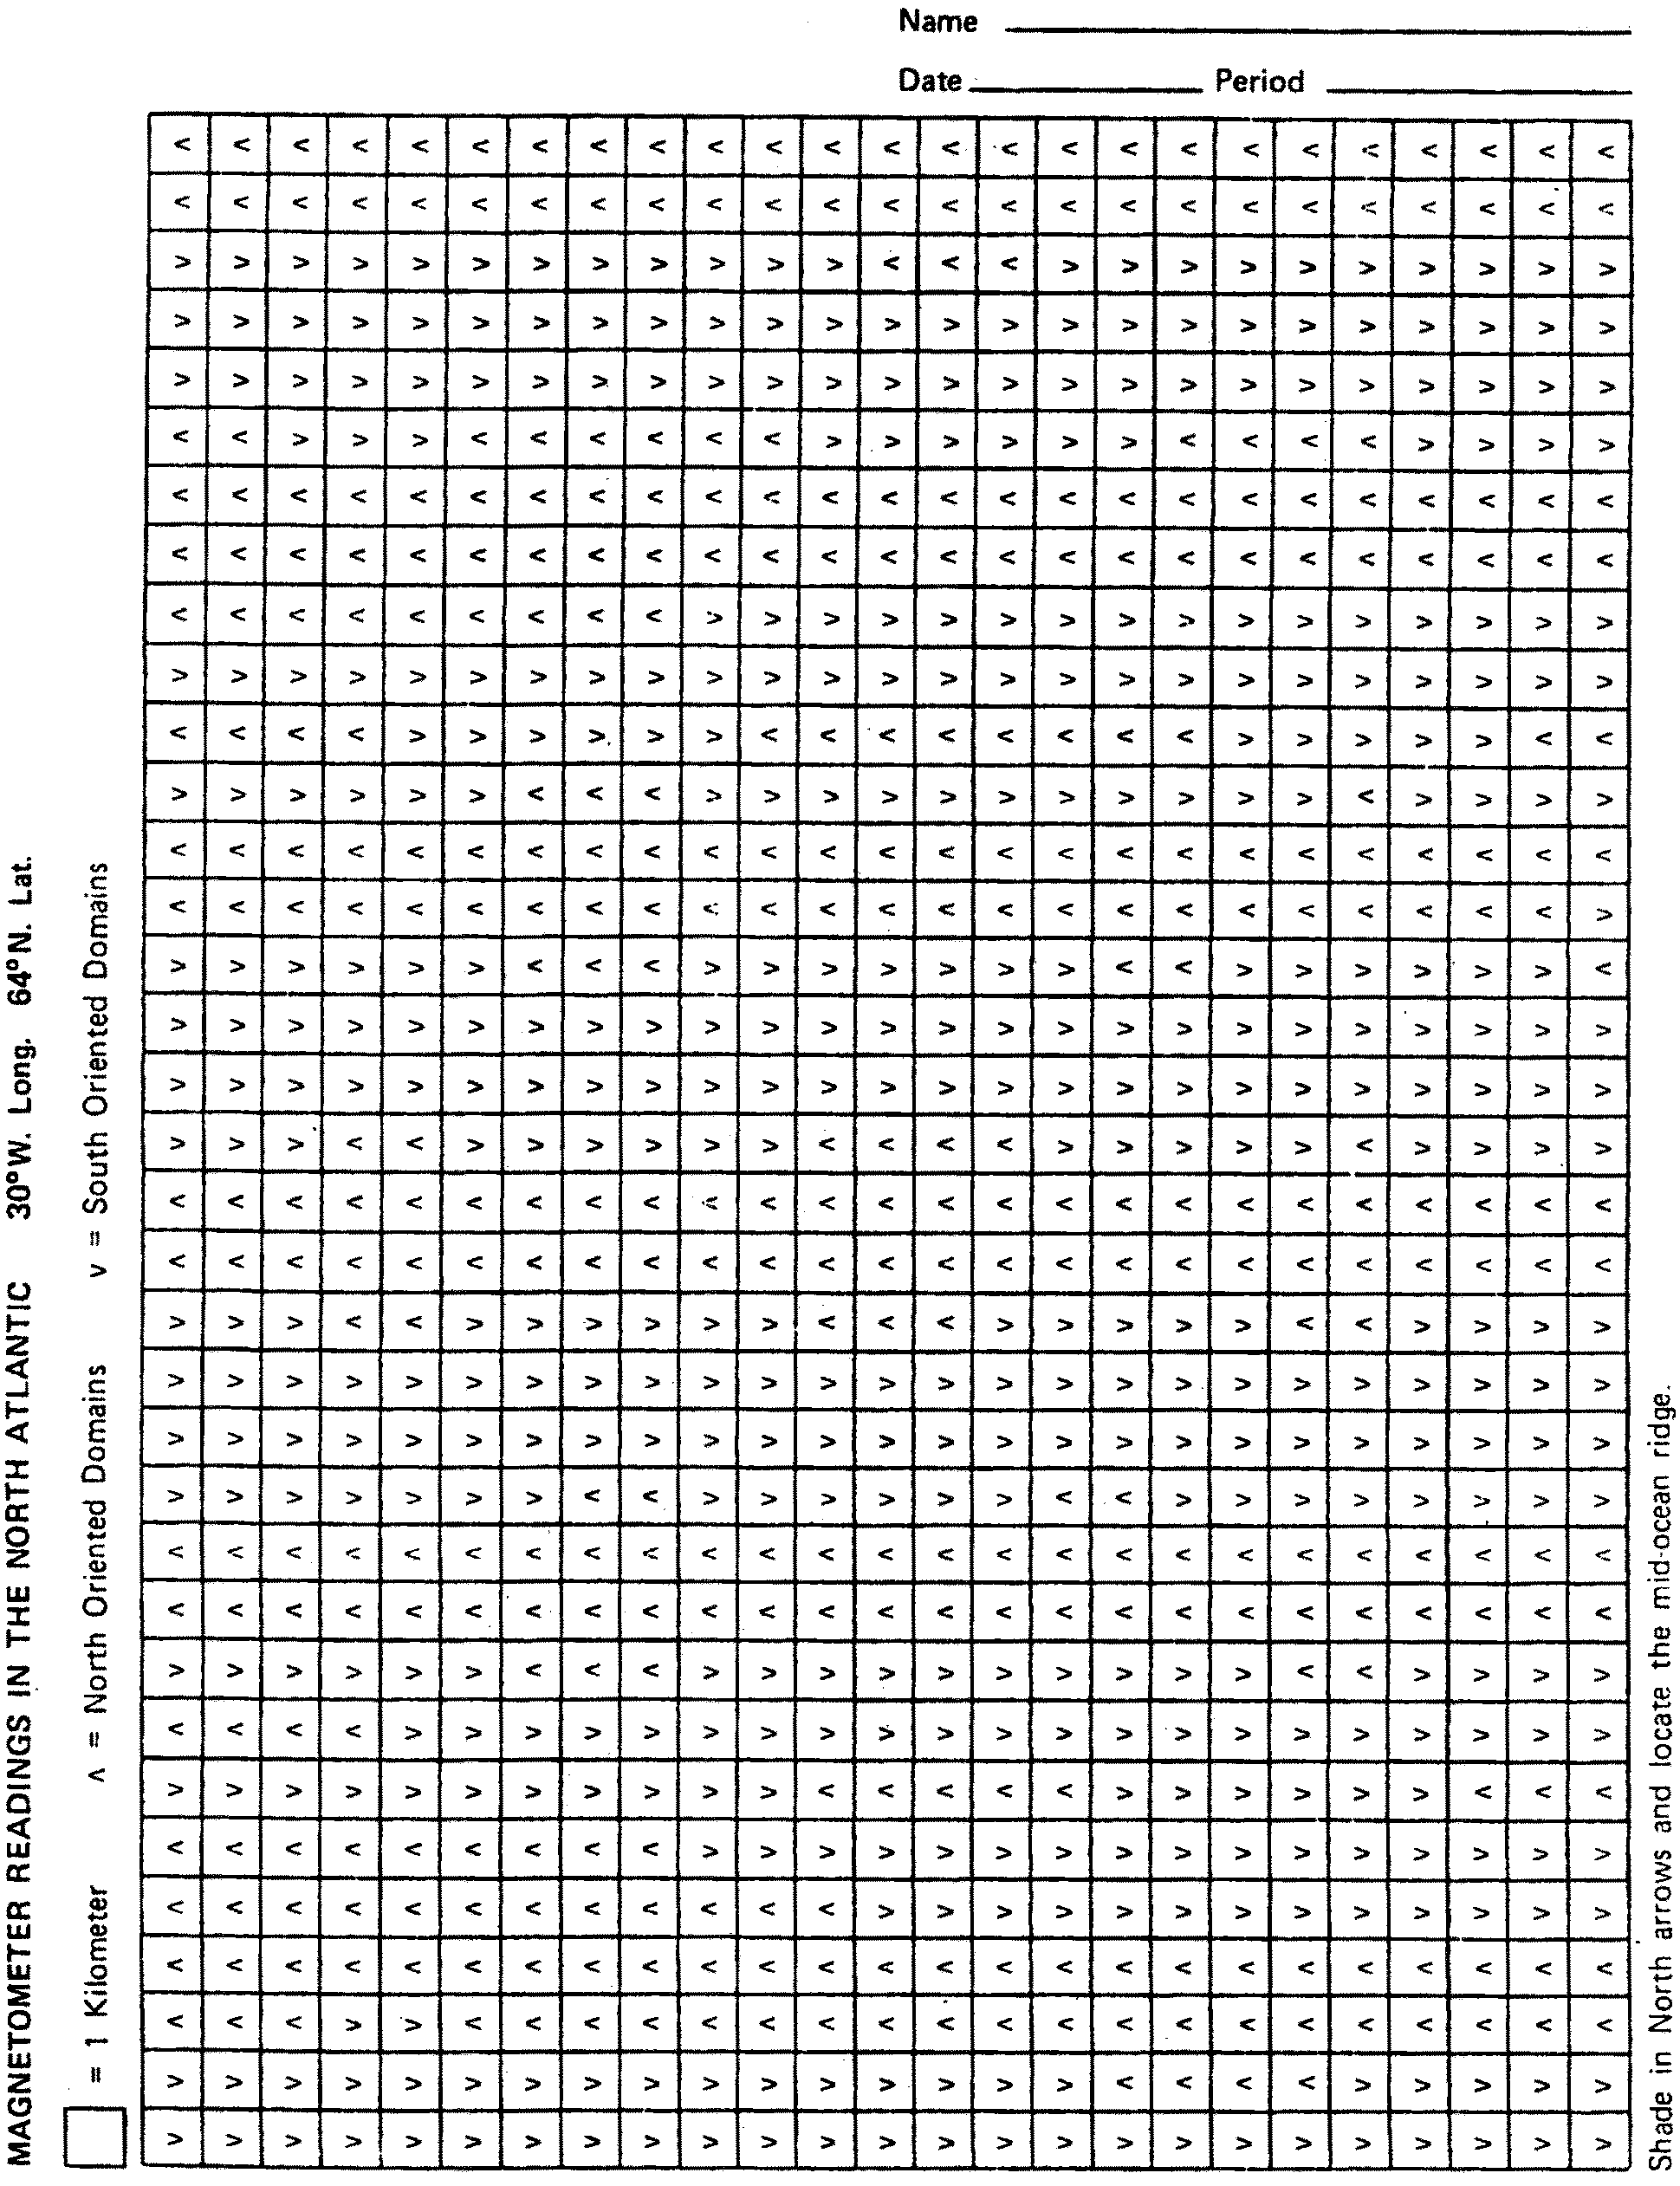 Name
Date Period
MAGNETOMETER READINGS IN THE NORTH ATLANTIC 30°W. Long. 64°N. Lat.
= 1 Kilometer ʌ = North Oriented Domains v = South Oriented Domains
Shade in North arrows and locate the mid-ocean ridge.